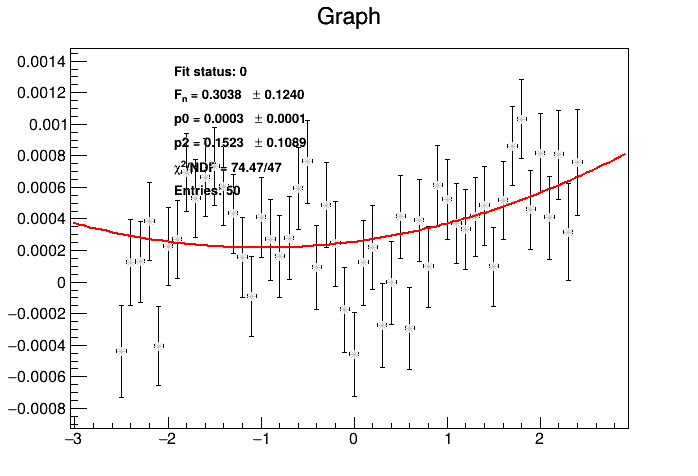 Graph
Fit status: 0
Fn = 0.3038 ± 0.1240
p0 = 0.0003 ± 0.0001
p2 = 0.1523 ± 0.1089
χ²/NDF = 74.47/47
Entries: 50
0.0014
0.0012
0.001
0.0008
0.0006
0.0004
0.0002
0
−0.0002
−0.0004
−0.0006
−0.0008
−3 −2 −1 0 1 2